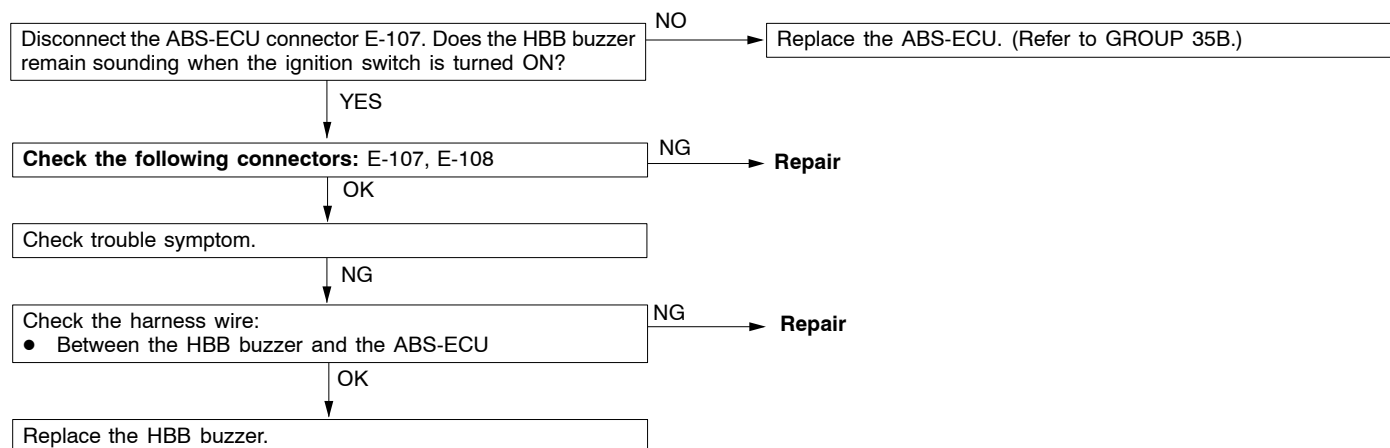 Disconnect the ABS-ECU connector E-107. Does the HBB buzzer
remain sounding when the ignition switch is turned ON?
NO
Replace the ABS-ECU. (Refer to GROUP 35B.)
YES
Check the following connectors: E-107, E-108
NG
Repair
OK
Check trouble symptom.
NG
Check the harness wire:
● Between the HBB buzzer and the ABS-ECU
NG
Repair
OK
Replace the HBB buzzer.